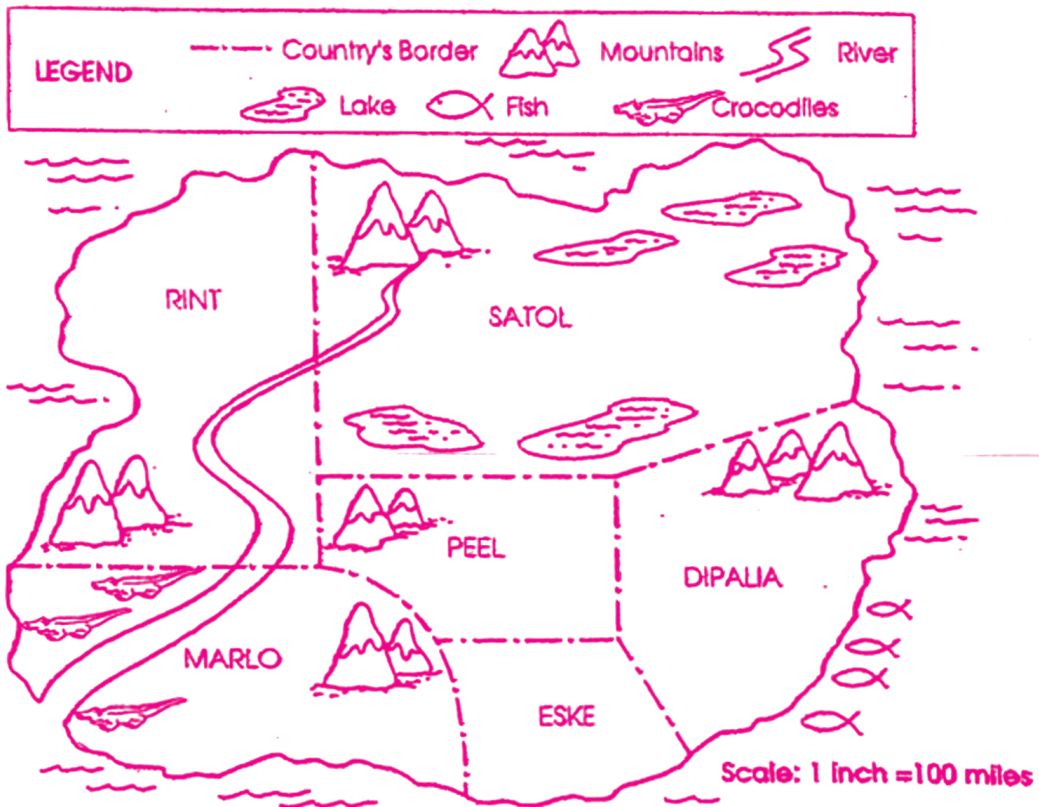 LEGEND
Country's Border
Mountains
River
Lake
Fish
Crocodiles
RINT
SATOL
PEEL
DIPALIA
MARLO
ESKE
Scale: 1 inch =100 miles